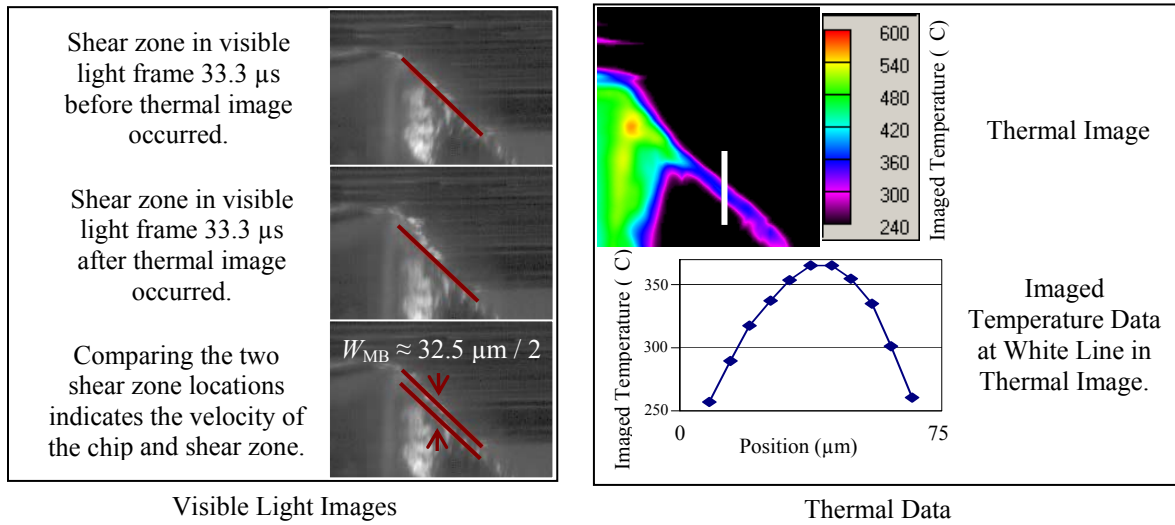 Shear zone in visible
light frame 33.3 µs
before thermal image
occurred.
Shear zone in visible
light frame 33.3 µs
after thermal image
occurred.
Comparing the two
shear zone locations
indicates the velocity of
the chip and shear zone.
W_MB ≈ 32.5 µm / 2
Visible Light Images
600
540
480
420
360
300
240
Imaged Temperature ( C)
Thermal Image
Imaged Temperature ( C)
350
300
250
0
75
Position (µm)
Imaged
Temperature Data
at White Line in
Thermal Image.
Thermal Data